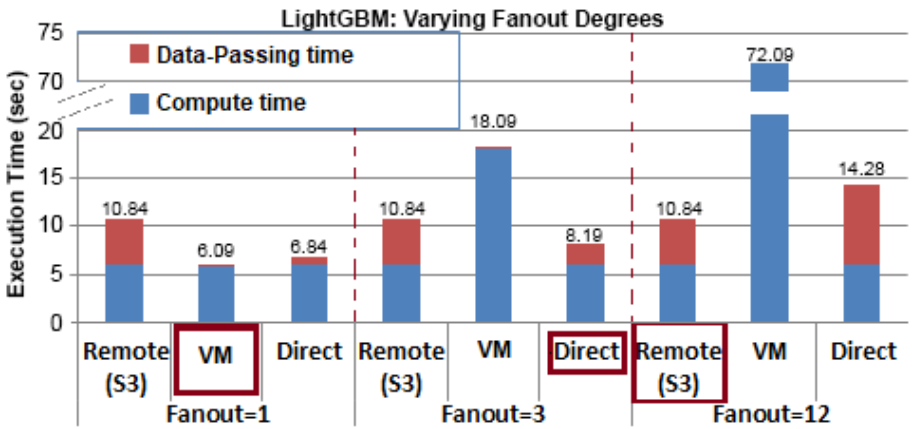 LightGBM: Varying Fanout Degrees
Execution Time (sec)
75
70
20
15
10
5
0
Data-Passing time
Compute time
10.84
6.09
6.84
10.84
18.09
8.19
10.84
72.09
14.28
Remote (S3)
VM
Direct
Remote (S3)
VM
Direct
Remote (S3)
VM
Direct
Fanout=1
Fanout=3
Fanout=12